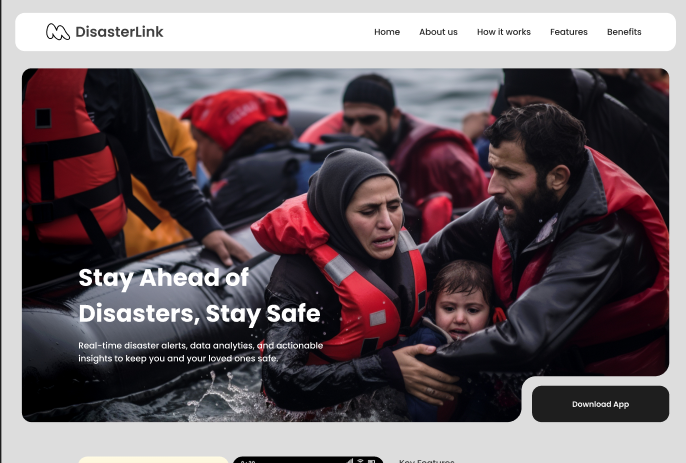 DisasterLink
Home About us How it works Features Benefits
Stay Ahead of
Disasters, Stay Safe
Real-time disaster alerts, data analytics, and actionable
insights to keep you and your loved ones safe.
Download App
Key Features